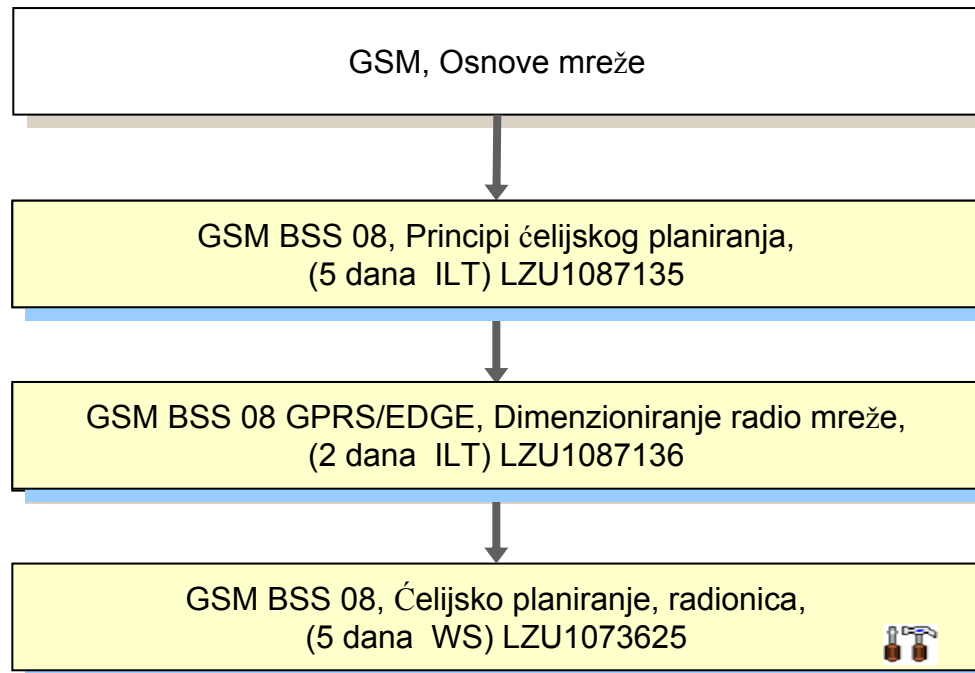 GSM, Osnove mreže
GSM BSS 08, Principi ćelijskog planiranja,
(5 dana  ILT) LZU1087135
GSM BSS 08 GPRS/EDGE, Dimenzioniranje radio mreže,
(2 dana  ILT) LZU1087136
GSM BSS 08, Ćelijsko planiranje, radionica,
(5 dana  WS) LZU1073625